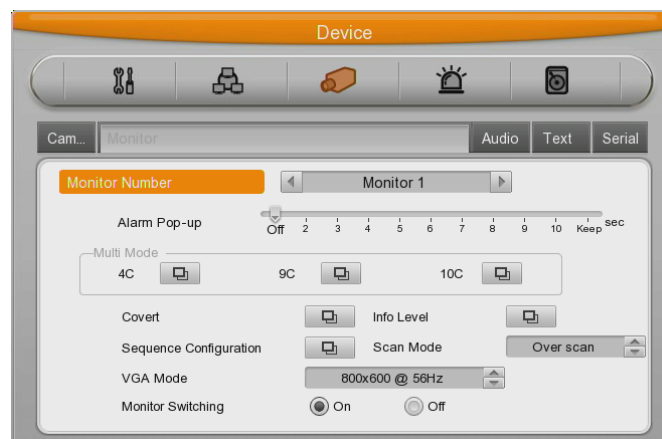 Device
Cam... Monitor Audio Text Serial
Monitor Number Monitor 1
Alarm Pop-up Off 2 3 4 5 6 7 8 9 10 Keep sec
Multi Mode
4C 9C 10C
Covert Info Level
Sequence Configuration Scan Mode Over scan
VGA Mode 800x600 @ 56Hz
Monitor Switching On Off